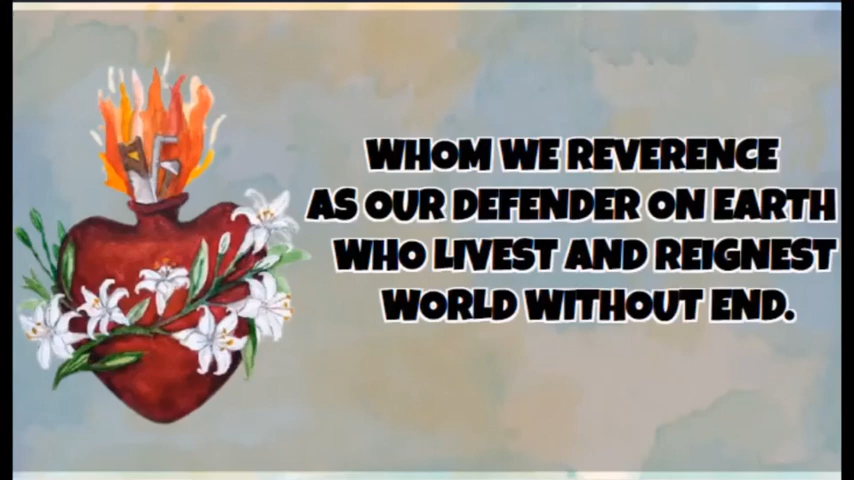 WHOM WE REVERENCE
AS OUR DEFENDER ON EARTH
WHO LIVEST AND REIGNEST
WORLD WITHOUT END.